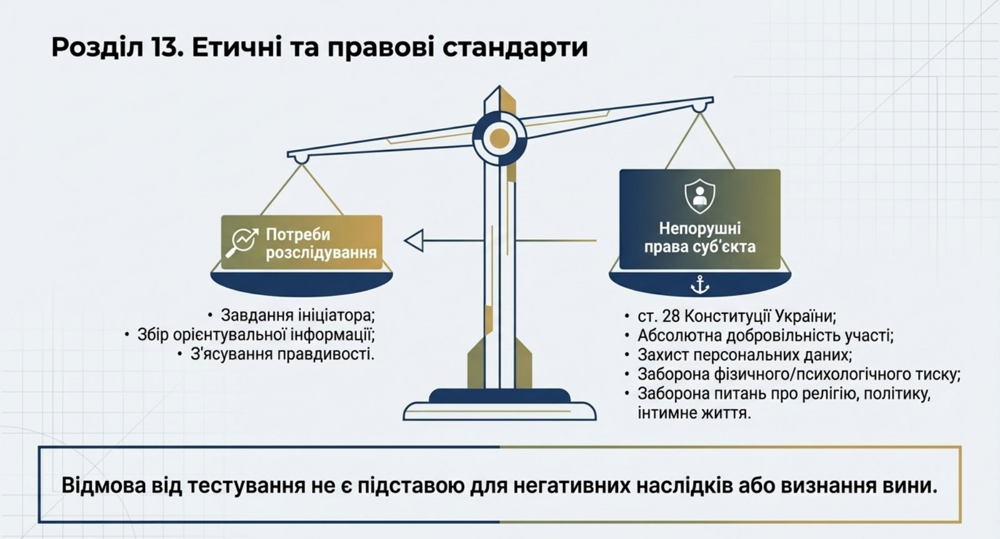 Розділ 13. Етичні та правові стандарти
Потреби
розслідування
• Завдання ініціатора;
• Збір орієнтувальної інформації;
• З'ясування правдивості.
Непорушні
права суб'єкта
• ст. 28 Конституції України;
• Абсолютна добровільність участі;
• Захист персональних даних;
• Заборона фізичного/психологічного тиску;
• Заборона питань про релігію, політику,
інтимне життя.
Відмова від тестування не є підставою для негативних наслідків або визнання вини.